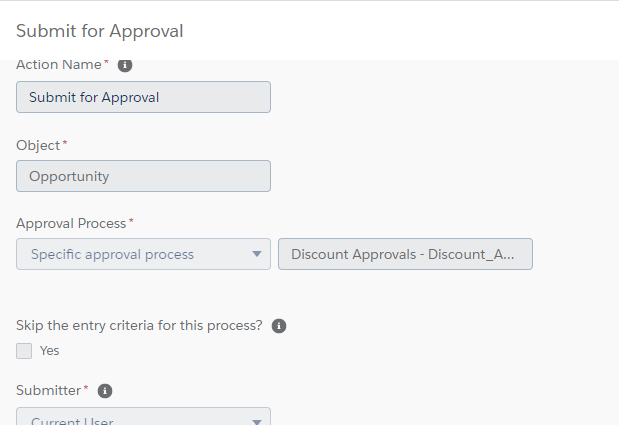 Submit for Approval
Action Name*
Submit for Approval
Object*
Opportunity
Approval Process*
Specific approval process
Discount Approvals - Discount_A...
Skip the entry criteria for this process?
Yes
Submitter*
Current User